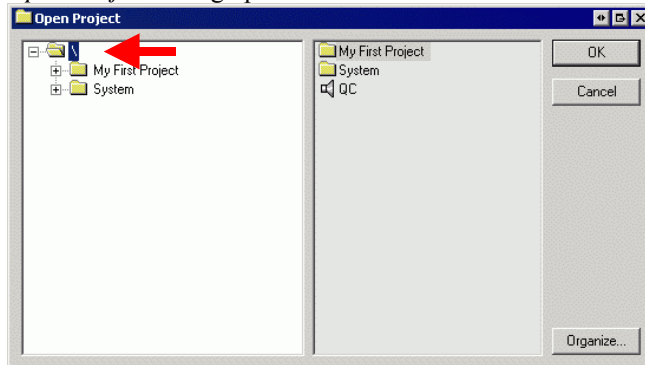 Open Project
\
My First Project
System
My First Project
System
QC
OK
Cancel
Organize...